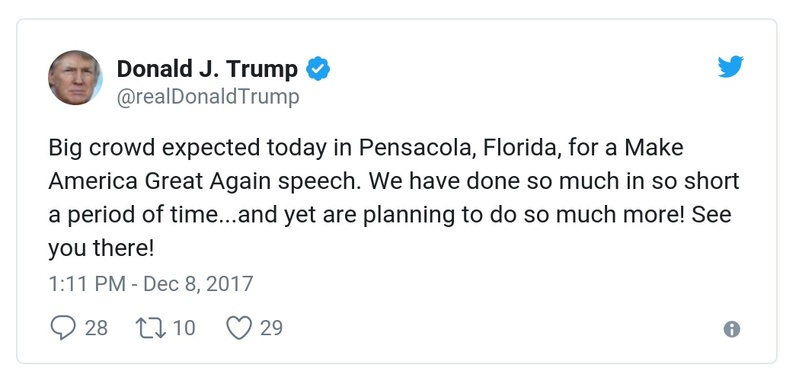 Donald J. Trump
@realDonaldTrump
Big crowd expected today in Pensacola, Florida, for a Make
America Great Again speech. We have done so much in so short
a period of time...and yet are planning to do so much more! See
you there!
1:11 PM - Dec 8, 2017
28 10 29